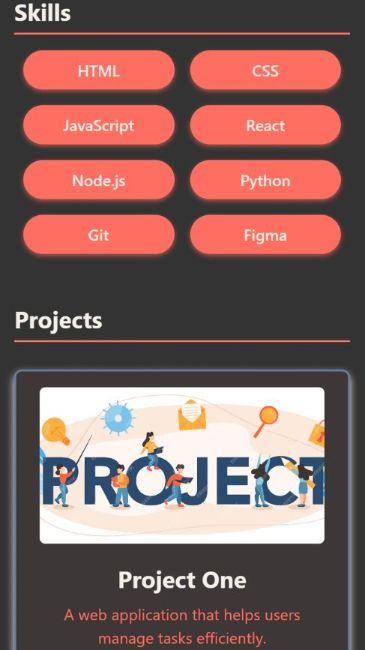 Skills
HTML
CSS
JavaScript
React
Node.js
Python
Git
Figma
Projects
PROJECT
Project One
A web application that helps users
manage tasks efficiently.